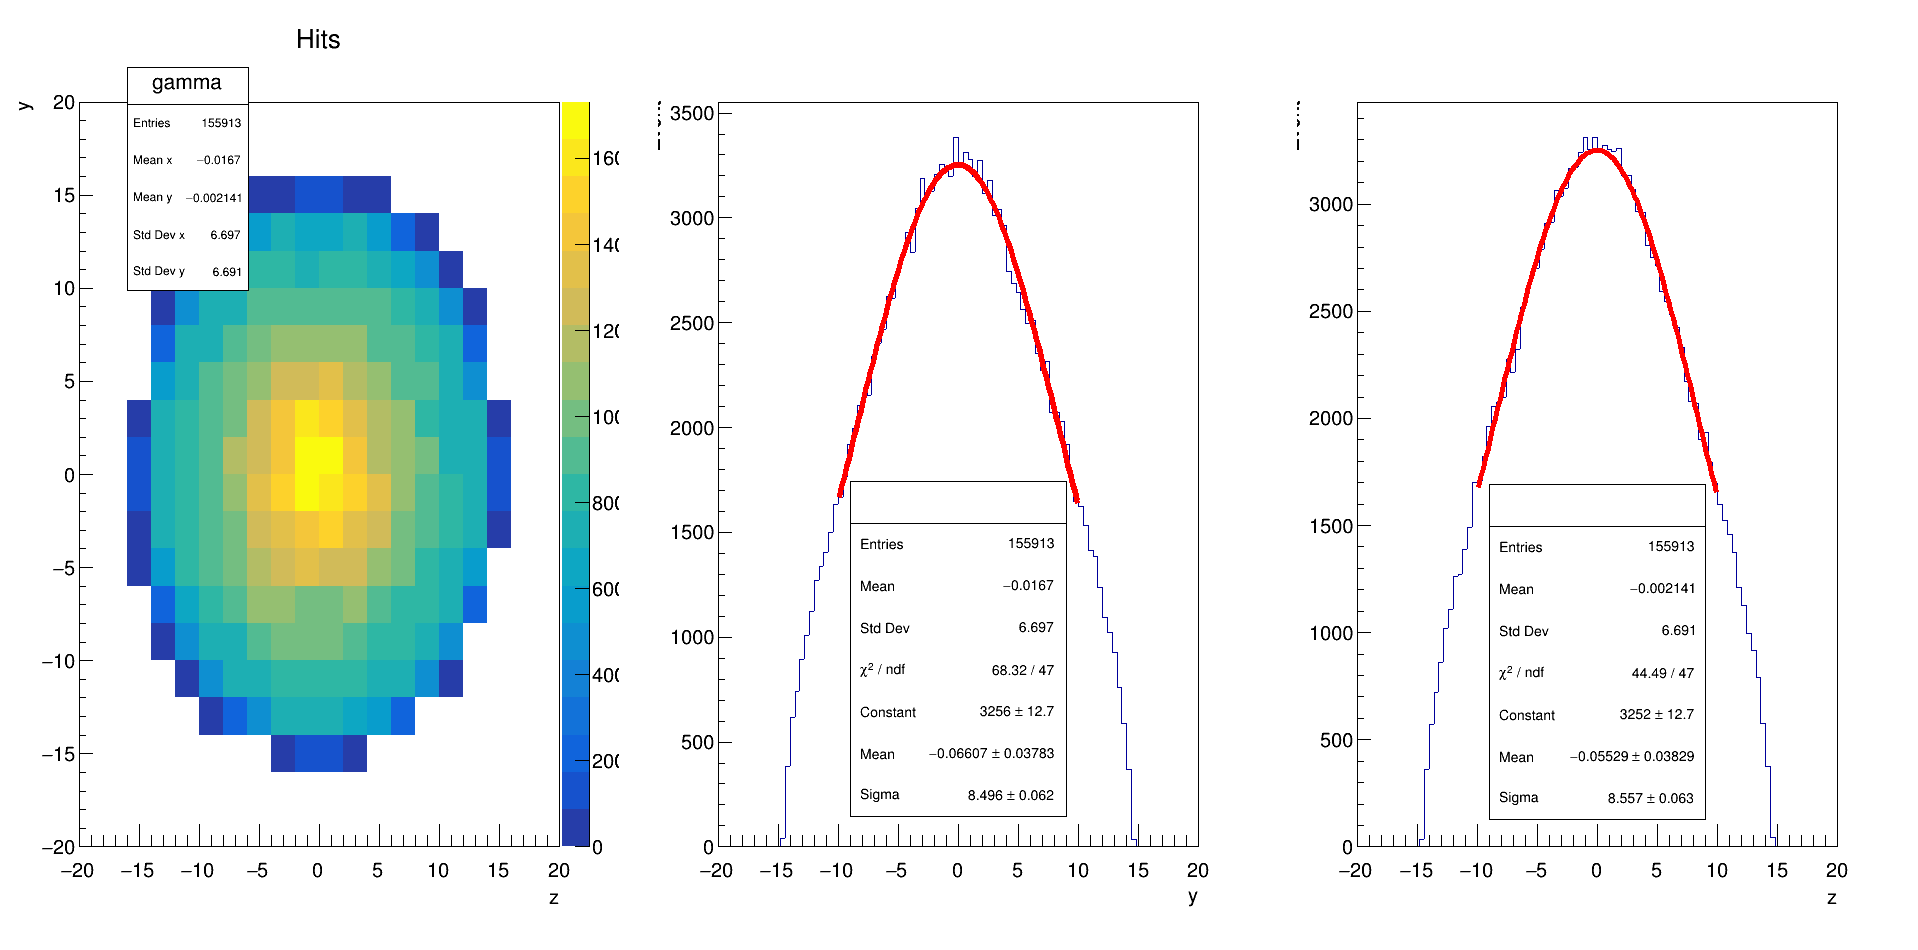 Hits
gamma
Entries 155913
Mean x −0.0167
Mean y −0.002141
Std Dev x 6.697
Std Dev y 6.691
y
20
15
10
5
0
−5
−10
−15
−20
−20 −15 −10 −5 0 5 10 15 20
z
0
3500
3000
2500
2000
1500
1000
500
0
Entries 155913
Mean −0.0167
Std Dev 6.697
χ² / ndf 68.32 / 47
Constant 3256 ± 12.7
Mean −0.06607 ± 0.03783
Sigma 8.496 ± 0.062
−20 −15 −10 −5 0 5 10 15 20
y
3000
2500
2000
1500
1000
500
0
Entries 155913
Mean −0.002141
Std Dev 6.691
χ² / ndf 44.49 / 47
Constant 3252 ± 12.7
Mean −0.05529 ± 0.03829
Sigma 8.557 ± 0.063
−20 −15 −10 −5 0 5 10 15 20
z